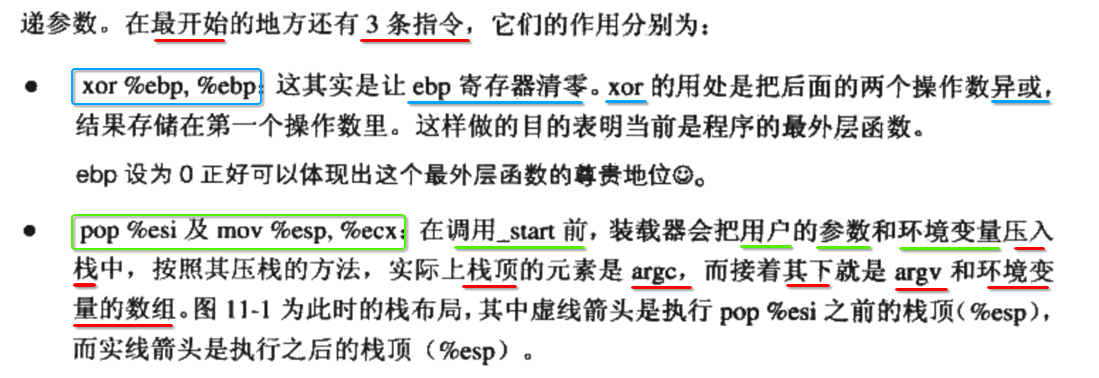 递参数。在最开始的地方还有 3 条指令，它们的作用分别为：
● xor %ebp, %ebp：这其实是让 ebp 寄存器清零。xor 的用处是把后面的两个操作数异或，
结果存储在第一个操作数里。这样做的目的表明当前是程序的最外层函数。
ebp 设为 0 正好可以体现出这个最外层函数的尊贵地位☺。
● pop %esi 及 mov %esp, %ecx：在调用_start 前，装载器会把用户的参数和环境变量压入
栈中，按照其压栈的方法，实际上栈顶的元素是 argc，而接着其下就是 argv 和环境变
量的数组。图 11-1 为此时的栈布局，其中虚线箭头是执行 pop %esi 之前的栈顶（%esp），
而实线箭头是执行之后的栈顶（%esp）。